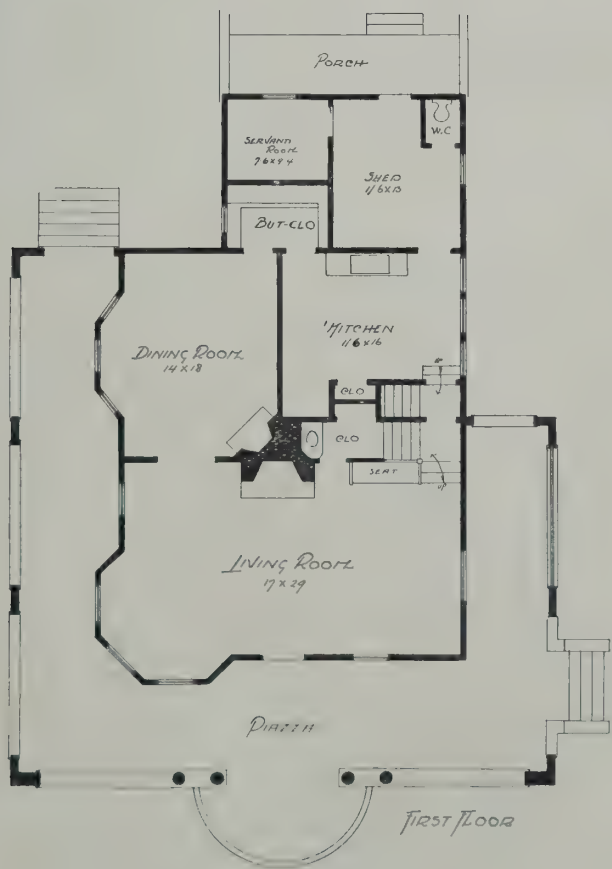 PORCH
SERVANT
ROOM
7.6 X 9.4
W.C
SHED
11/6 X 13
BUT-CLO
KITCHEN
11/6 X 16
DINING ROOM
14 X 18
CLO
CLO
SEAT
LIVING ROOM
17 X 29
PIAZZA
FIRST FLOOR